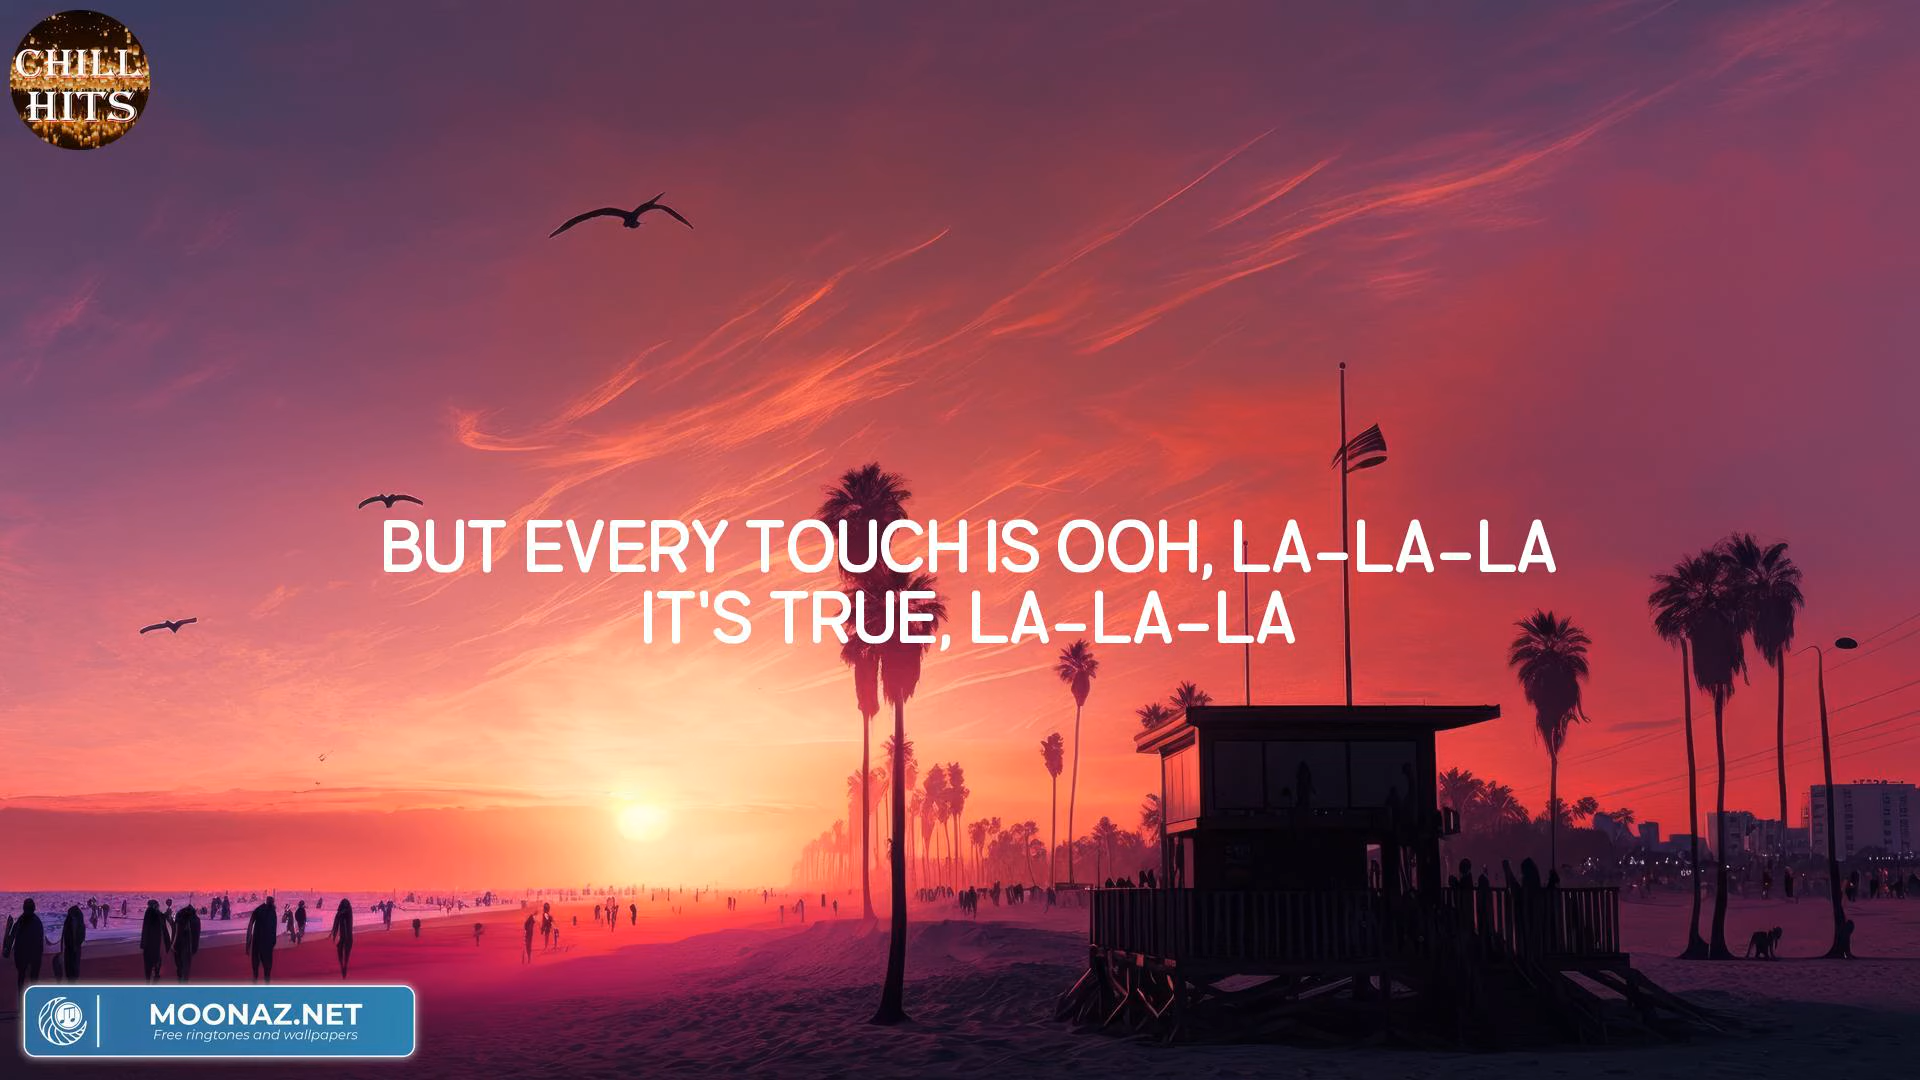 CHILL
HITS
BUT EVERY TOUCH IS OOH, LA-LA-LA
IT'S TRUE, LA-LA-LA
MOONAZ.NET
Free ringtones and wallpapers